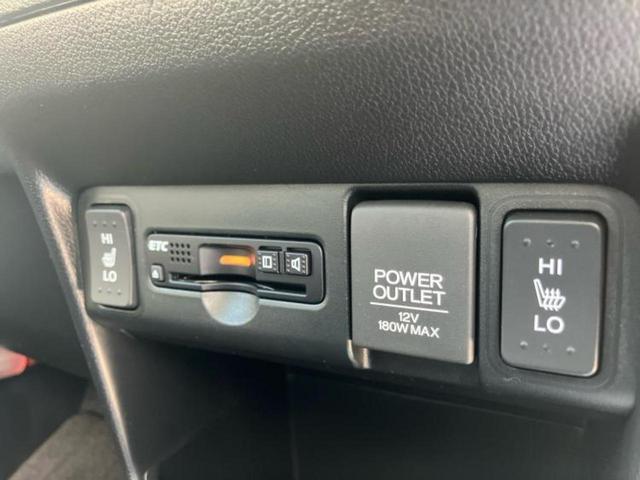 HI
LO
ETC
POWER
OUTLET
12V
180W MAX
HI
LO